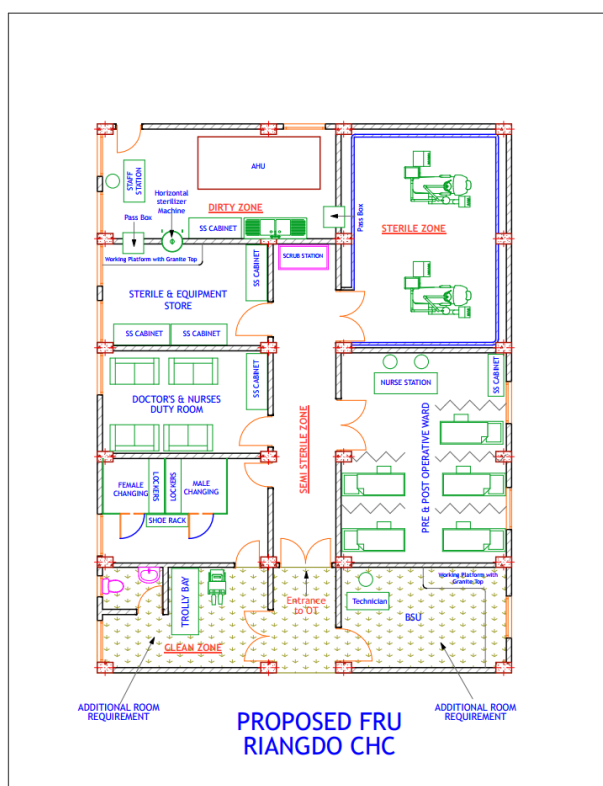 AHU
STAFF
STATION
Horizontal
sterilizer
Machine
DIRTY ZONE
Pass Box
SS CABINET
Pass Box
STERILE ZONE
Working Platform with Granite Top
SCRUB STATION
SS CABINET
STERILE & EQUIPMENT
STORE
SS CABINET
SS CABINET
NURSE STATION
SS CABINET
SS CABINET
DOCTOR'S & NURSES
DUTY ROOM
SEMI STERILE ZONE
PRE & POST OPERATIVE WARD
FEMALE
CHANGING
LOCKERS
LOCKERS
MALE
CHANGING
SHOE RACK
Working Platform with
Granite Top
TROLLY BAY
Entrance
to OT
Technician
BSU
CLEAN ZONE
ADDITIONAL ROOM
REQUIREMENT
ADDITIONAL ROOM
REQUIREMENT
PROPOSED FRU
RIANGDO CHC